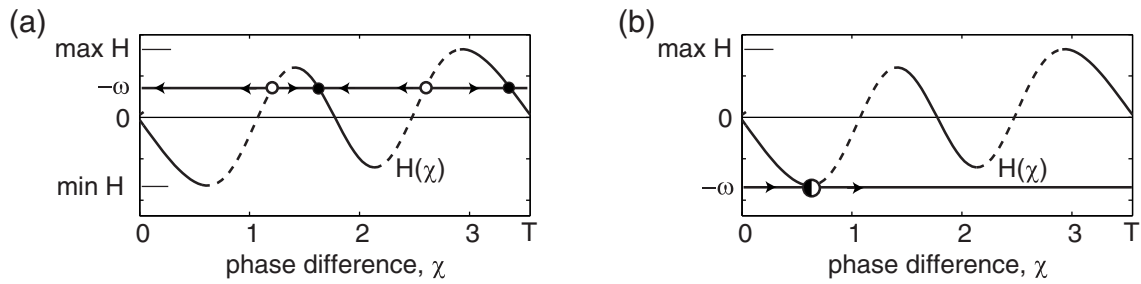 (a)
max H
−ω
0
min H
H(χ)
0 1 2 3 T
phase difference, χ
(b)
max H
0
−ω
H(χ)
0 1 2 3 T
phase difference, χ